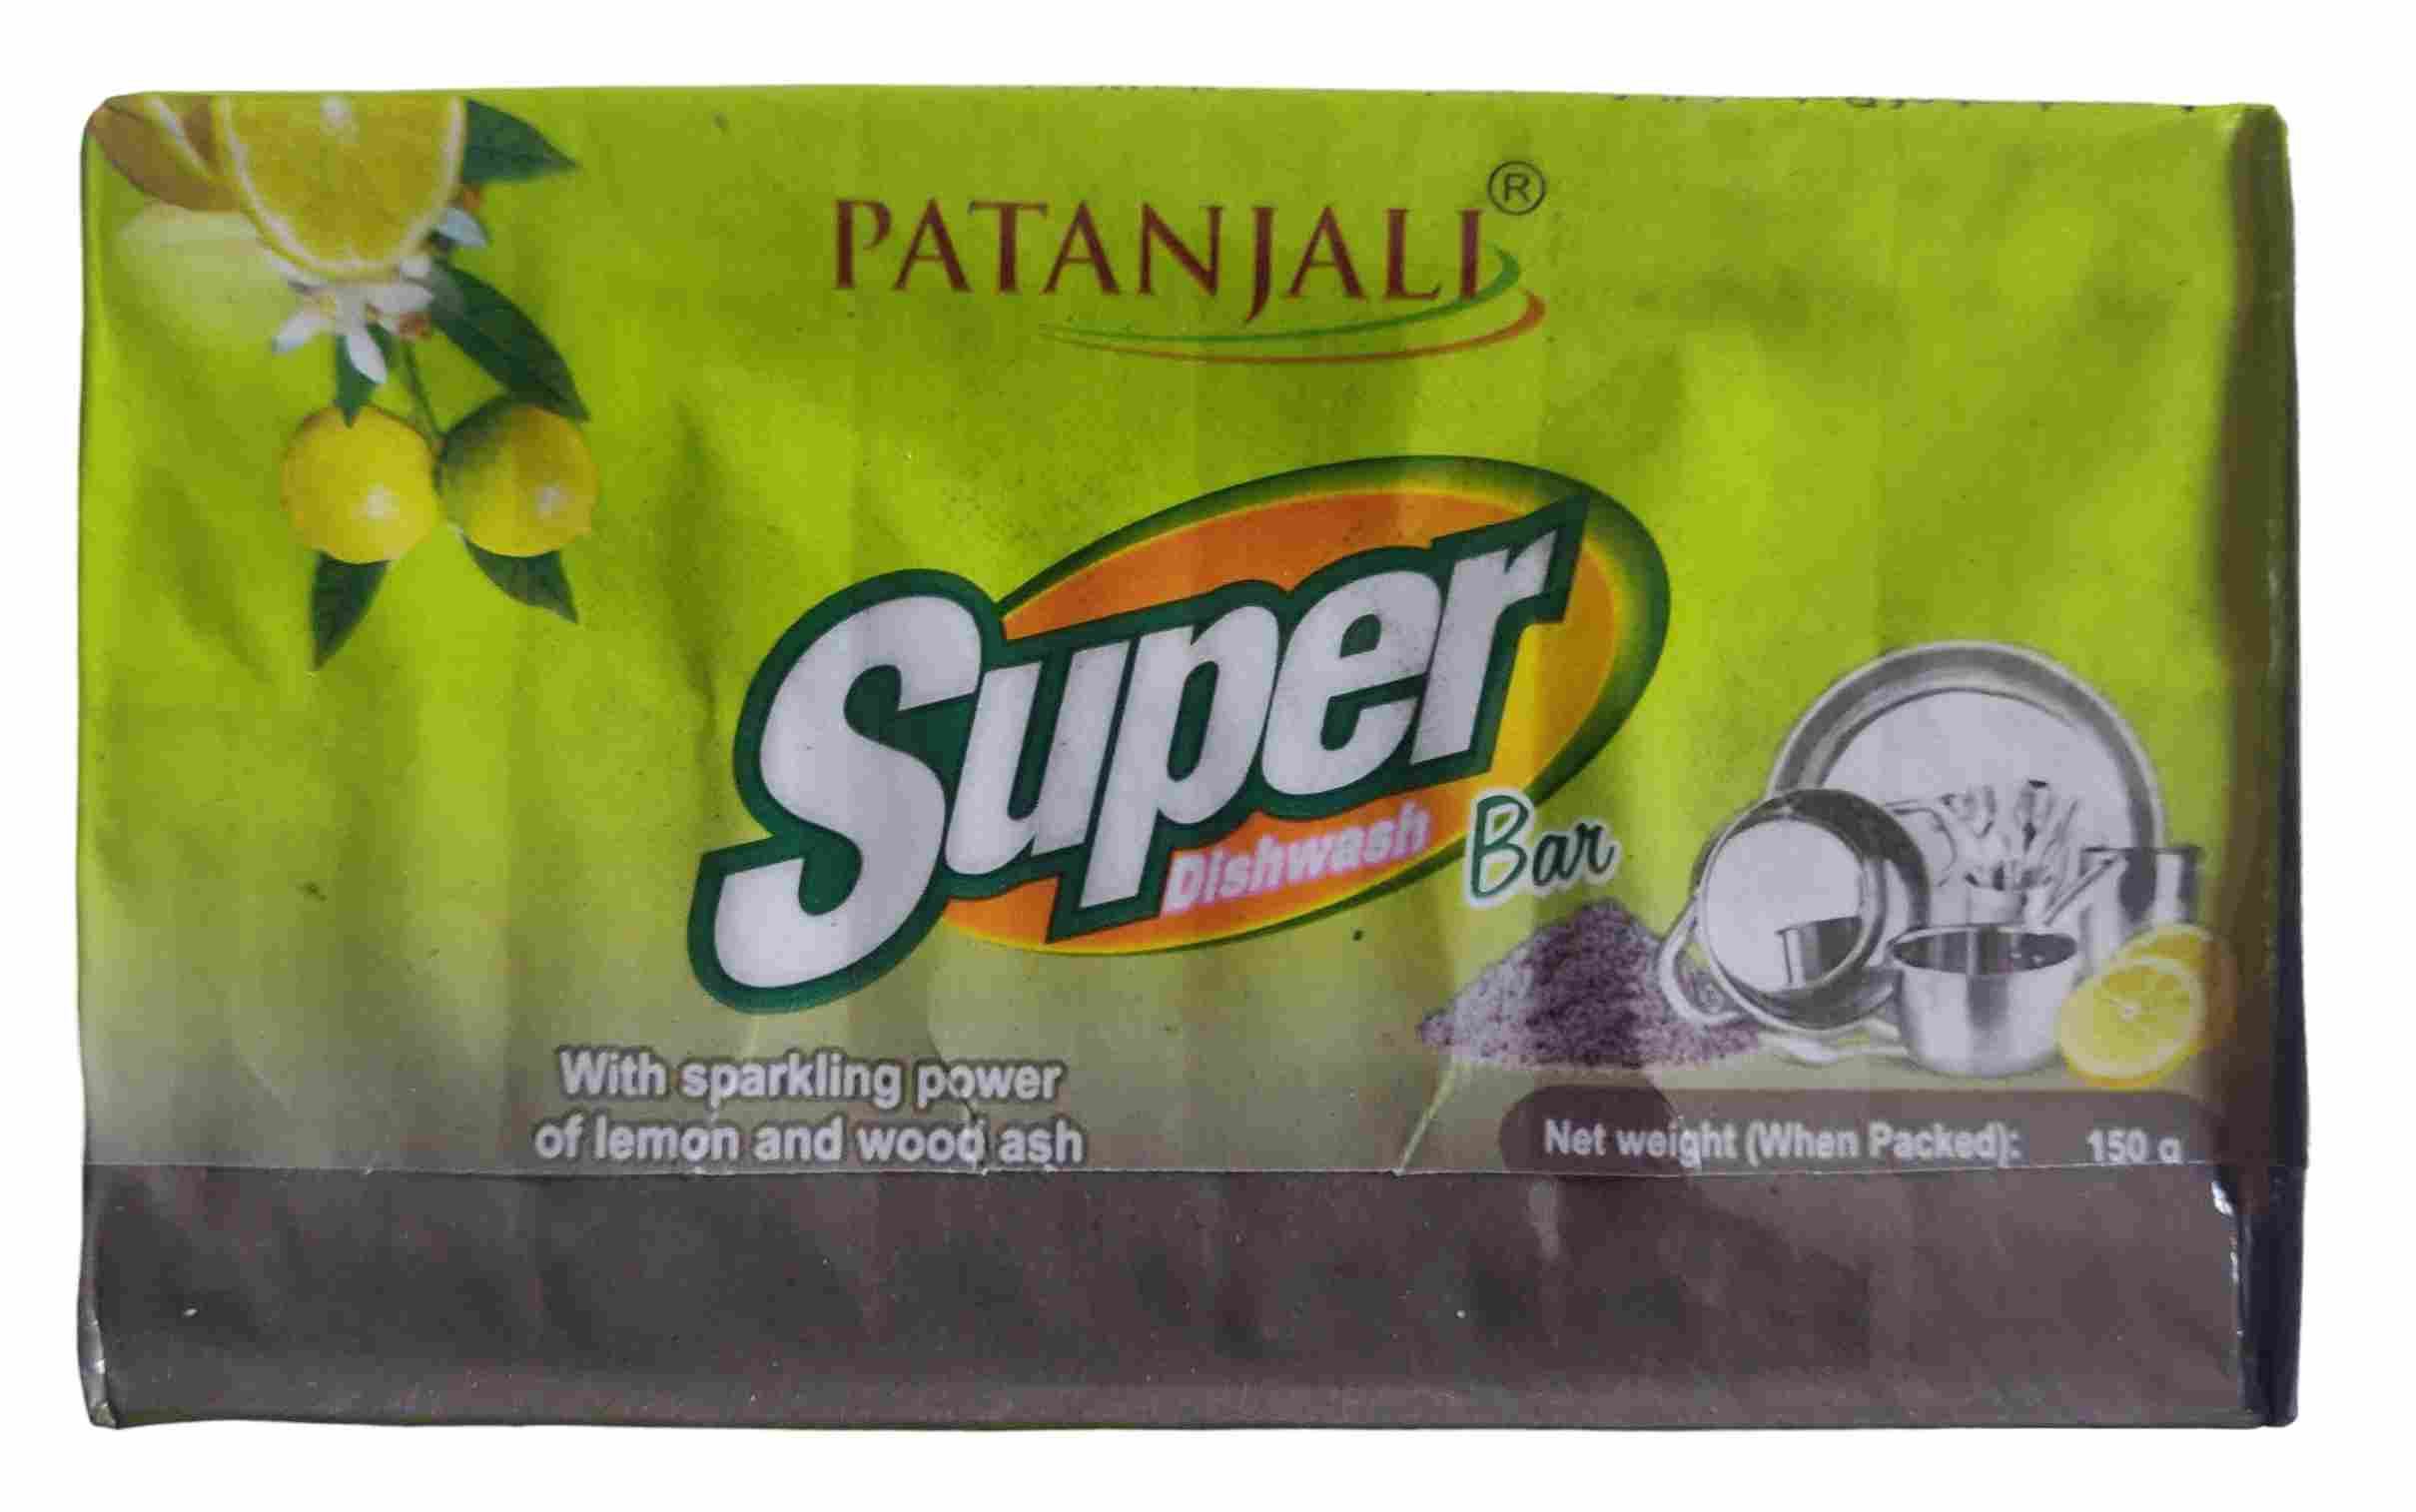 PATANJALI®
Super
Dishwash Bar
With sparkling power
of lemon and wood ash
Net weight (When Packed): 150 g